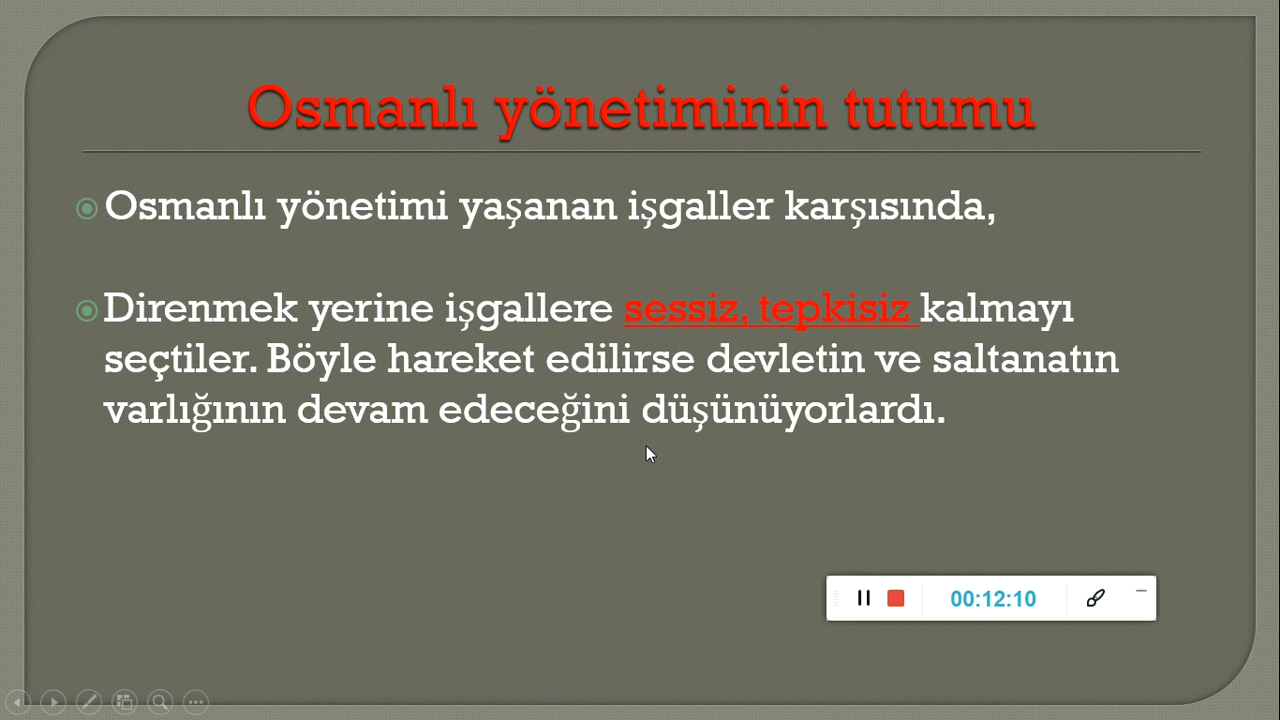 Osmanlı yönetiminin tutumu
Osmanlı yönetimi yaşanan işgaller karşısında,
Direnmek yerine işgallere sessiz, tepkisiz kalmayı
seçtiler. Böyle hareket edilirse devletin ve saltanatın
varlığının devam edeceğini düşünüyorlardı.
00:12:10